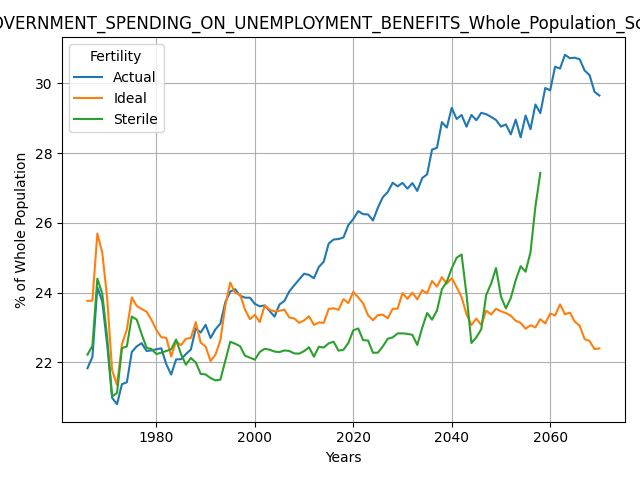 OVERNMENT_SPENDING_ON_UNEMPLOYMENT_BENEFITS_Whole_Population_Sc
Fertility
Actual
Ideal
Sterile
% of Whole Population
30
28
26
24
22
1980
2000
2020
2040
2060
Years